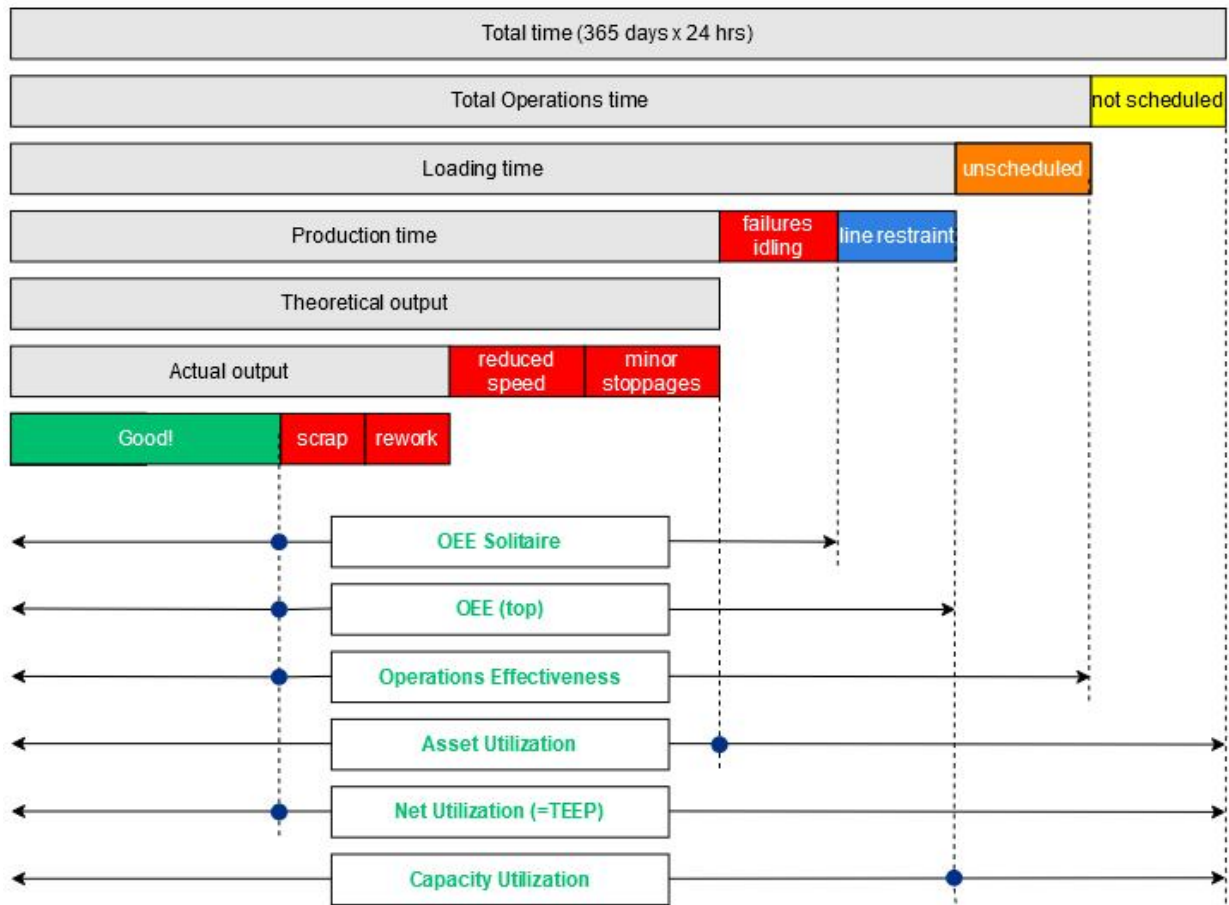 Total time (365 days x 24 hrs)
Total Operations time
not scheduled
Loading time
unscheduled
Production time
failures
idling
line restraint
Theoretical output
Actual output
reduced
speed
minor
stoppages
Good!
scrap
rework
OEE Solitaire
OEE (top)
Operations Effectiveness
Asset Utilization
Net Utilization (=TEEP)
Capacity Utilization